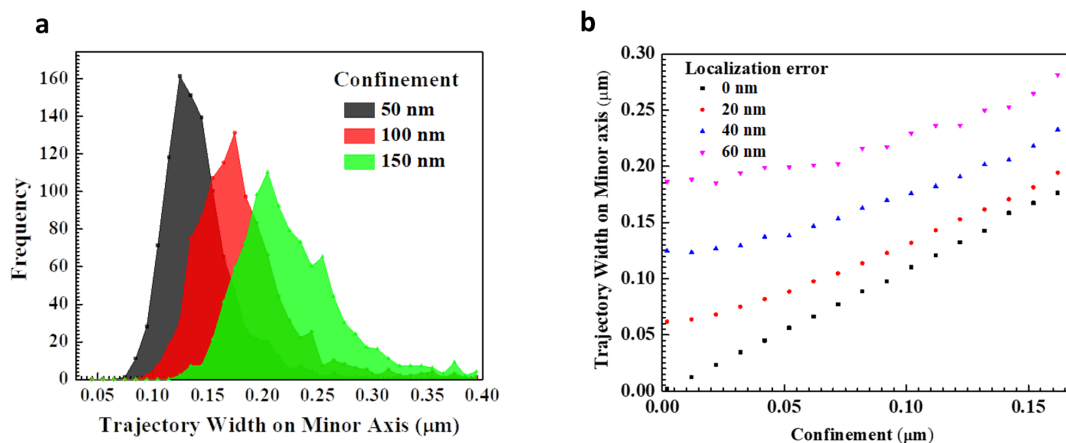 a
Confinement
50 nm
100 nm
150 nm
Frequency
160
140
120
100
80
60
40
20
0
0.05 0.10 0.15 0.20 0.25 0.30 0.35 0.40
Trajectory Width on Minor Axis (µm)
b
Localization error
0 nm
20 nm
40 nm
60 nm
Trajectory Width on Minor axis (µm)
0.30
0.25
0.20
0.15
0.10
0.05
0.00
0.00 0.05 0.10 0.15
Confinement (µm)